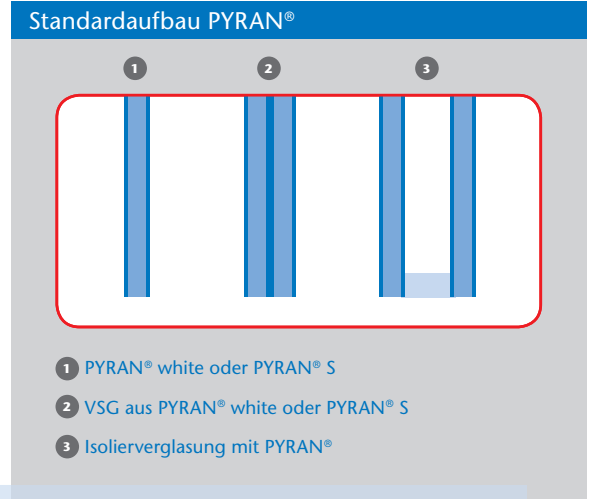 Standardaufbau PYRAN®
1 2 3
1 PYRAN® white oder PYRAN® S
2 VSG aus PYRAN® white oder PYRAN® S
3 Isolierverglasung mit PYRAN®